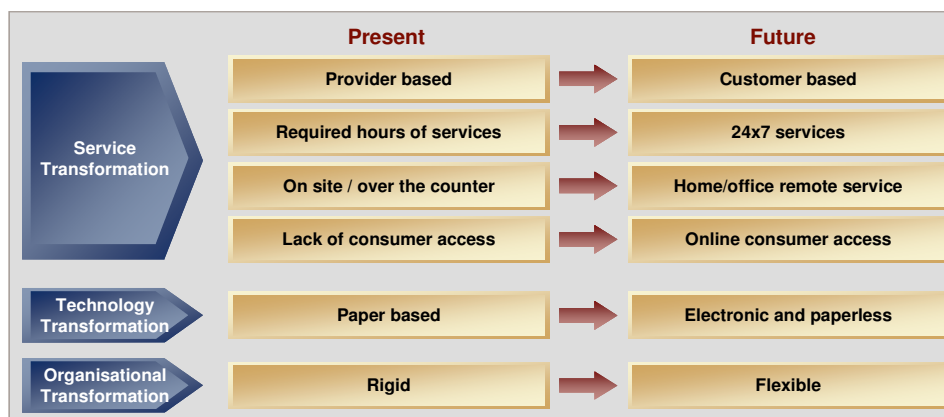 Present
Future
Service
Transformation
Provider based
Customer based
Required hours of services
24x7 services
On site / over the counter
Home/office remote service
Lack of consumer access
Online consumer access
Technology
Transformation
Paper based
Electronic and paperless
Organisational
Transformation
Rigid
Flexible